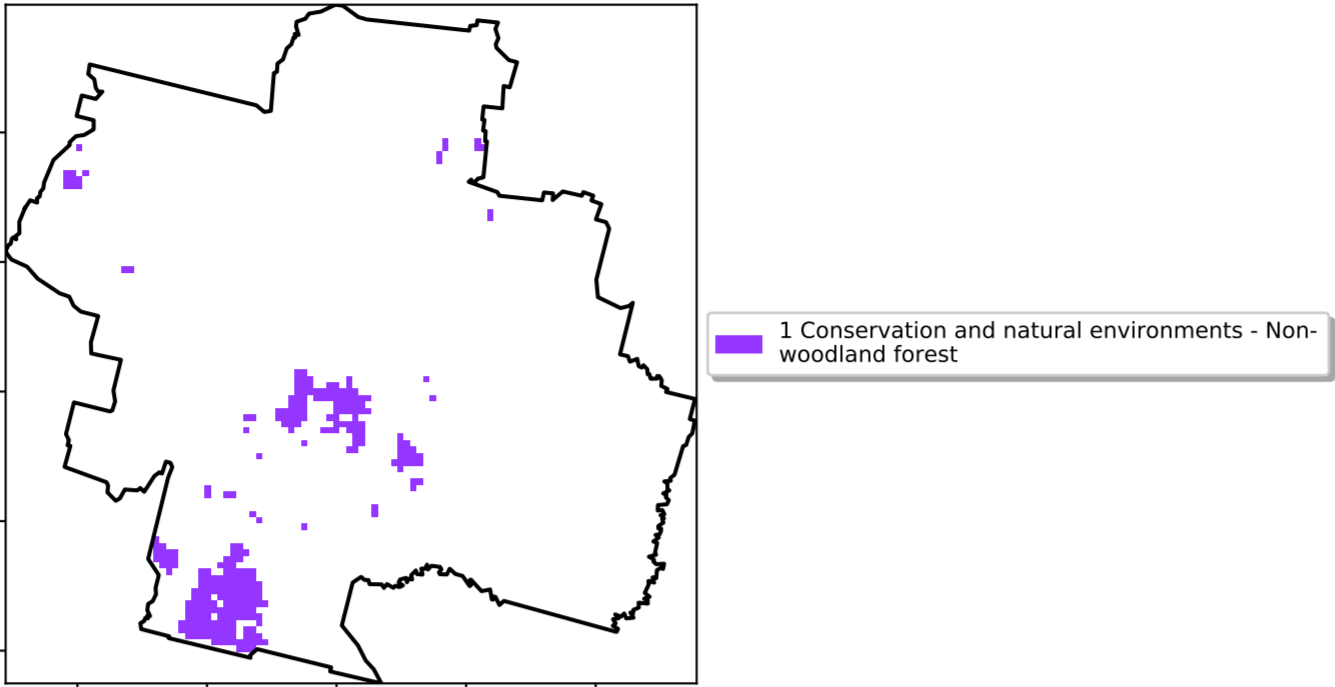 1 Conservation and natural environments - Non-
woodland forest